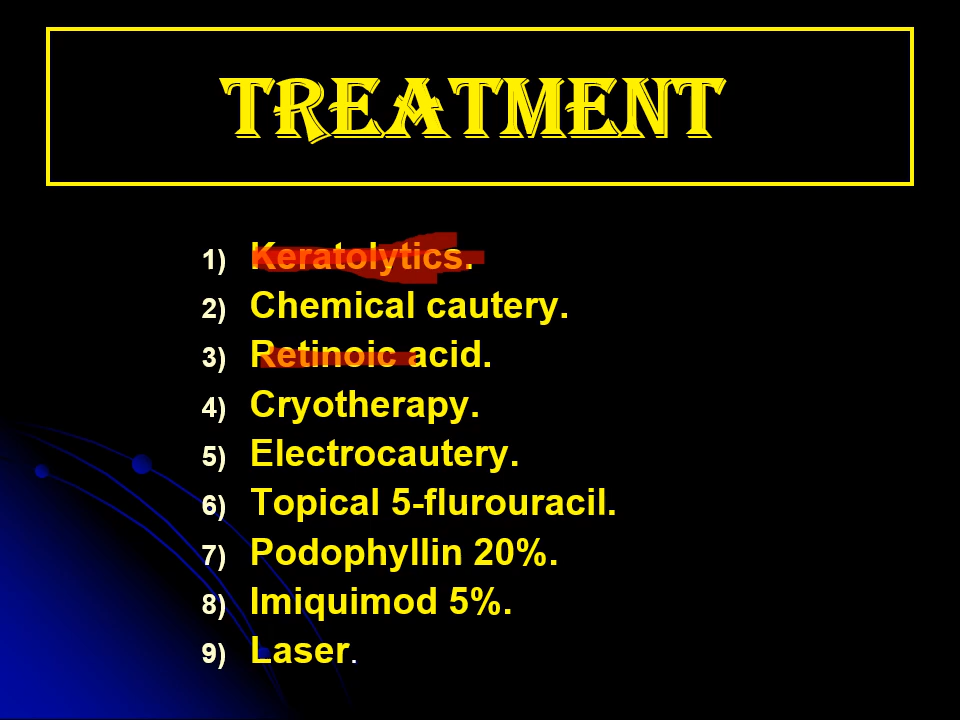 TREATMENT
1) Keratolytics.
2) Chemical cautery.
3) Retinoic acid.
4) Cryotherapy.
5) Electrocautery.
6) Topical 5-flurouracil.
7) Podophyllin 20%.
8) Imiquimod 5%.
9) Laser.